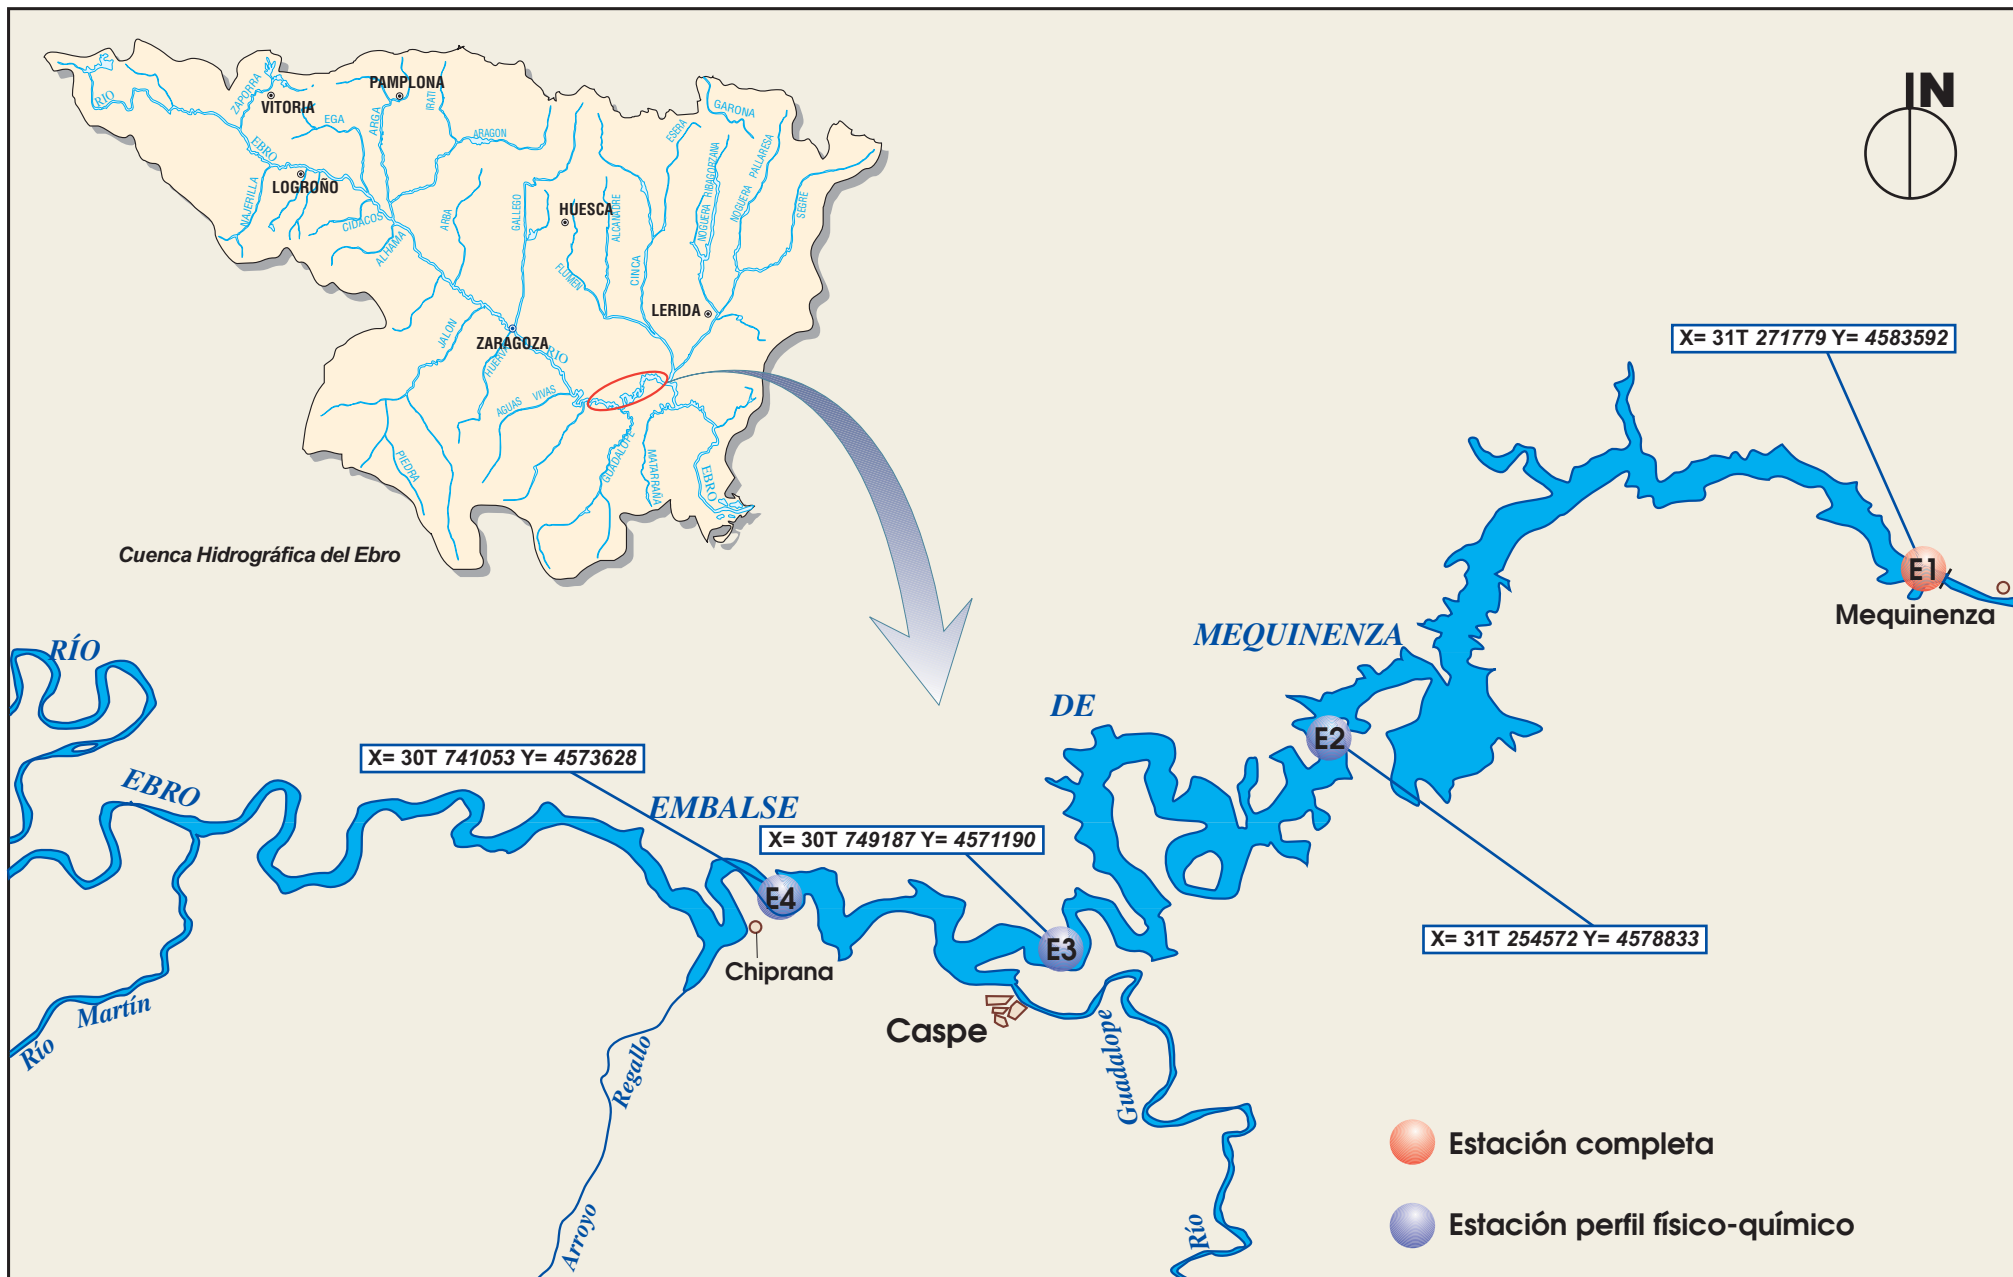 IN
RIO
ZAPORRA
VITORIA
PAMPLONA
EGA
ARGA
IRATI
ARAGON
EBRO
LOGROÑO
NAJERILLA
CIDACOS
ALHAMA
ARBA
GALLEGO
HUESCA
ALCANADRE
FLUMEN
CINCA
ESERA
GARONA
NOGUERA RIBAGORZANA
NOGUERA PALLARESA
SEGRE
LERIDA
JALON
ZARAGOZA
HUERVA
RIO
AGUAS VIVAS
PIEDRA
GUADALUPE
MATARRAÑA
EBRO
Cuenca Hidrográfica del Ebro
X= 31T 271779 Y= 4583592
E1
Mequinenza
RÍO
EBRO
EMBALSE
DE
MEQUINENZA
E2
X= 30T 741053 Y= 4573628
X= 30T 749187 Y= 4571190
E4
E3
X= 31T 254572 Y= 4578833
Chiprana
Caspe
Río
Martín
Arroyo
Regallo
Río
Guadalope
Estación completa
Estación perfil físico-químico